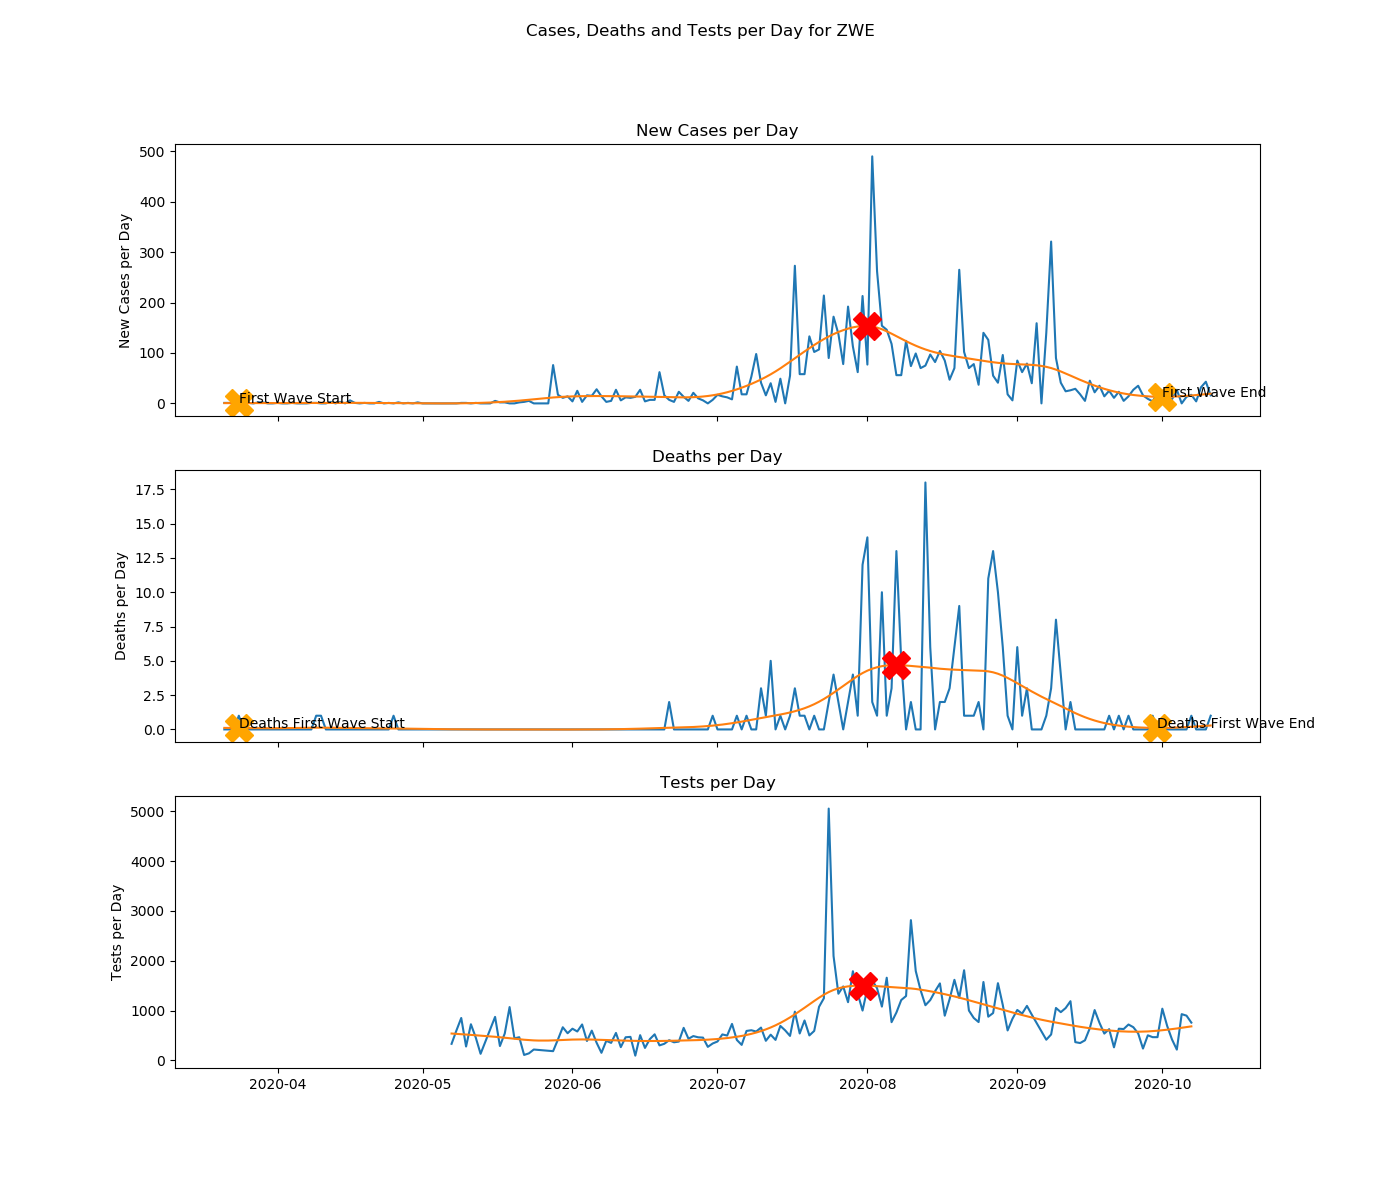 Cases, Deaths and Tests per Day for ZWE
New Cases per Day
New Cases per Day
500
400
300
200
100
0
First Wave Start
First Wave End
Deaths per Day
Deaths per Day
17.5
15.0
12.5
10.0
7.5
5.0
2.5
0.0
Deaths First Wave Start
Deaths First Wave End
Tests per Day
Tests per Day
5000
4000
3000
2000
1000
0
2020-04 2020-05 2020-06 2020-07 2020-08 2020-09 2020-10